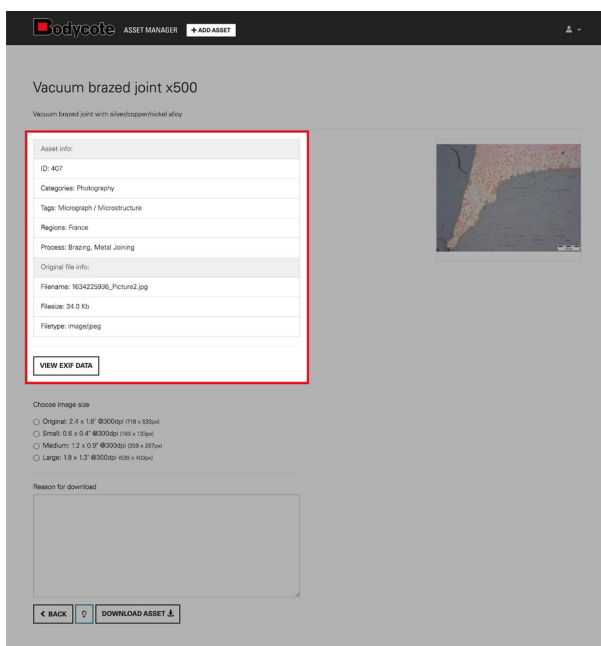 Bodycote ASSET MANAGER + ADD ASSET
Vacuum brazed joint x500
Vacuum brazed joint with silver/copper/nickel alloy
Asset info:
ID: 407
Categories: Photography
Tags: Micrograph / Microstructure
Regions: France
Process: Brazing, Metal Joining
Original file info:
Filename: 1634225936_Picture2.jpg
Filesize: 34.0 Kb
Filetype: image/jpeg
VIEW EXIF DATA
Choose image size
Original: 2.4 x 1.8" @300dpi (718 x 533px)
Small: 0.6 x 0.4" @300dpi (180 x 133px)
Medium: 1.2 x 0.9" @300dpi (359 x 267px)
Large: 1.8 x 1.3" @300dpi (539 x 400px)
Reason for download
BACK
DOWNLOAD ASSET